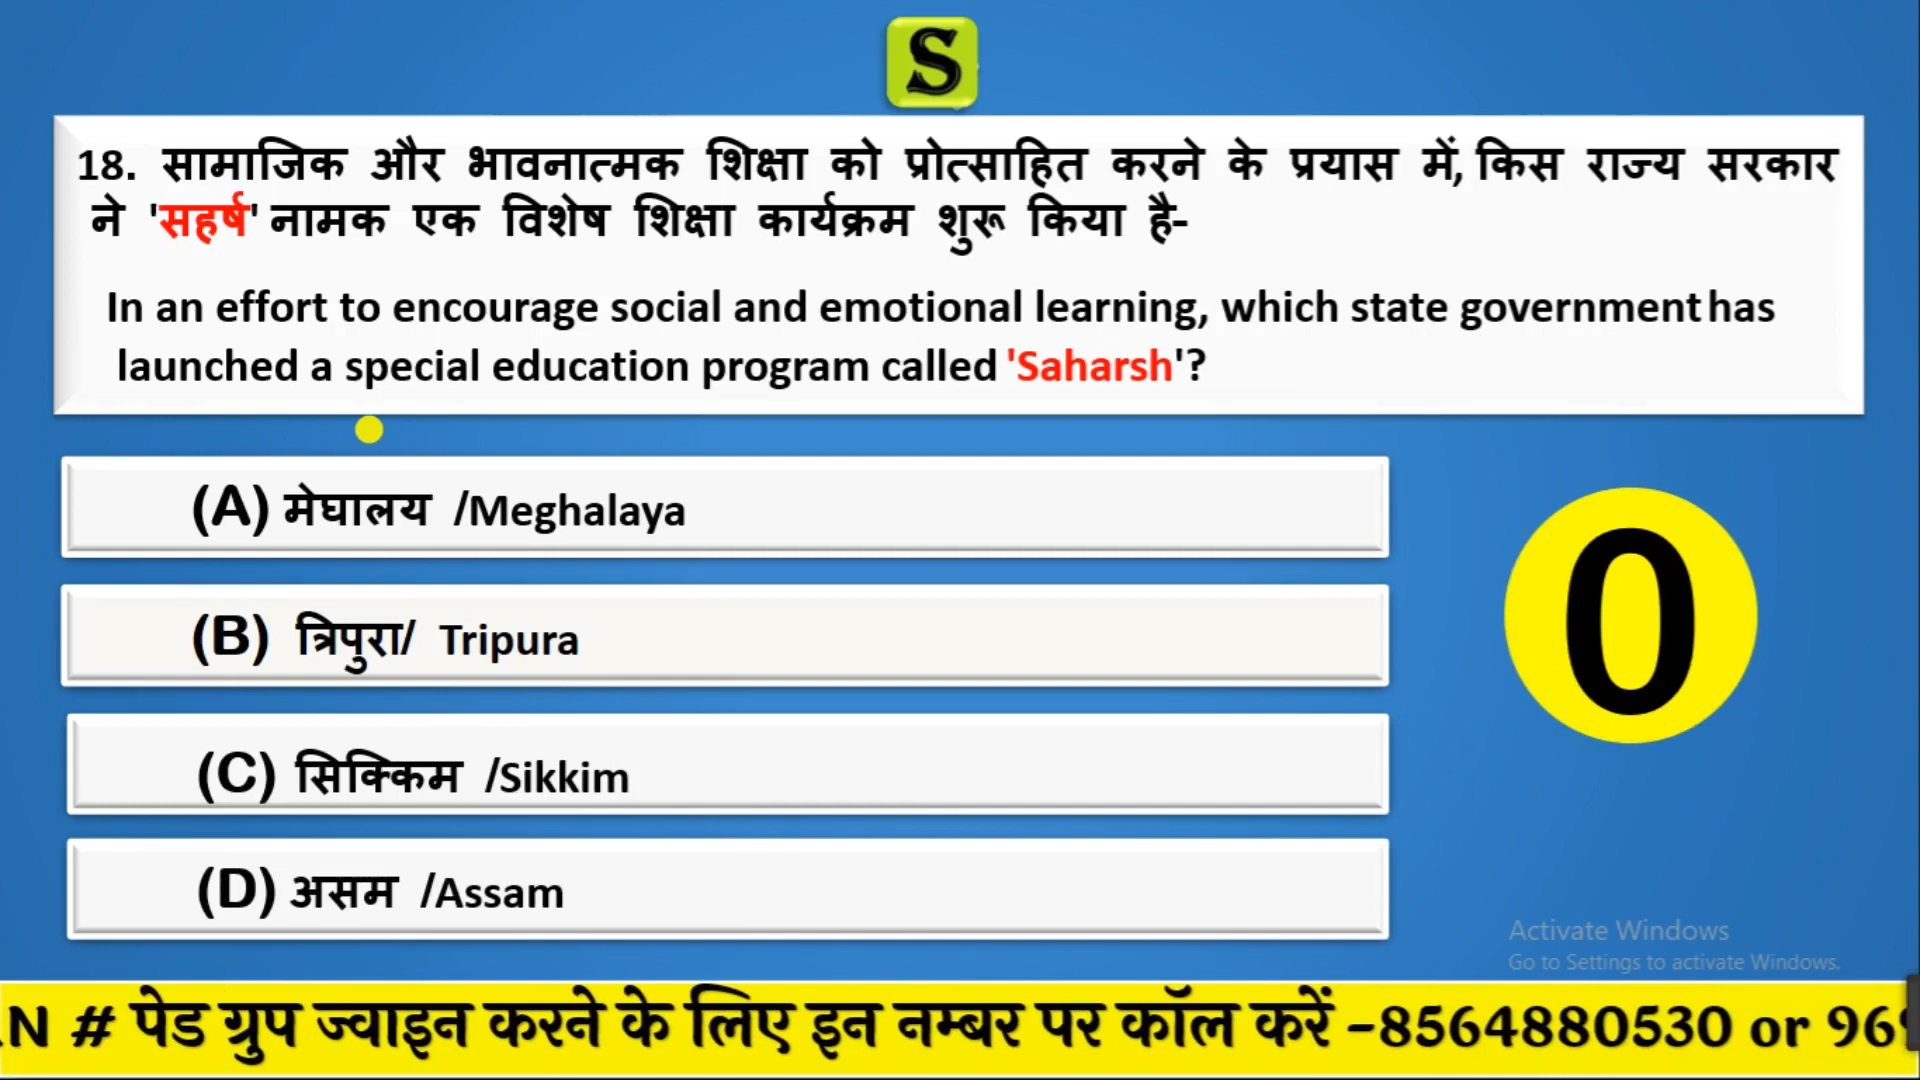 S
18. सामाजिक और भावनात्मक शिक्षा को प्रोत्साहित करने के प्रयास में, किस राज्य सरकार
ने 'सहर्ष' नामक एक विशेष शिक्षा कार्यक्रम शुरू किया है-
In an effort to encourage social and emotional learning, which state government has
launched a special education program called 'Saharsh'?
(A) मेघालय /Meghalaya
(B) त्रिपुरा/ Tripura
0
(C) सिक्किम /Sikkim
(D) असम /Assam
Activate Windows
Go to Settings to activate Windows.
N # पेड ग्रुप ज्वाइन करने के लिए इन नम्बर पर कॉल करें -8564880530 or 96